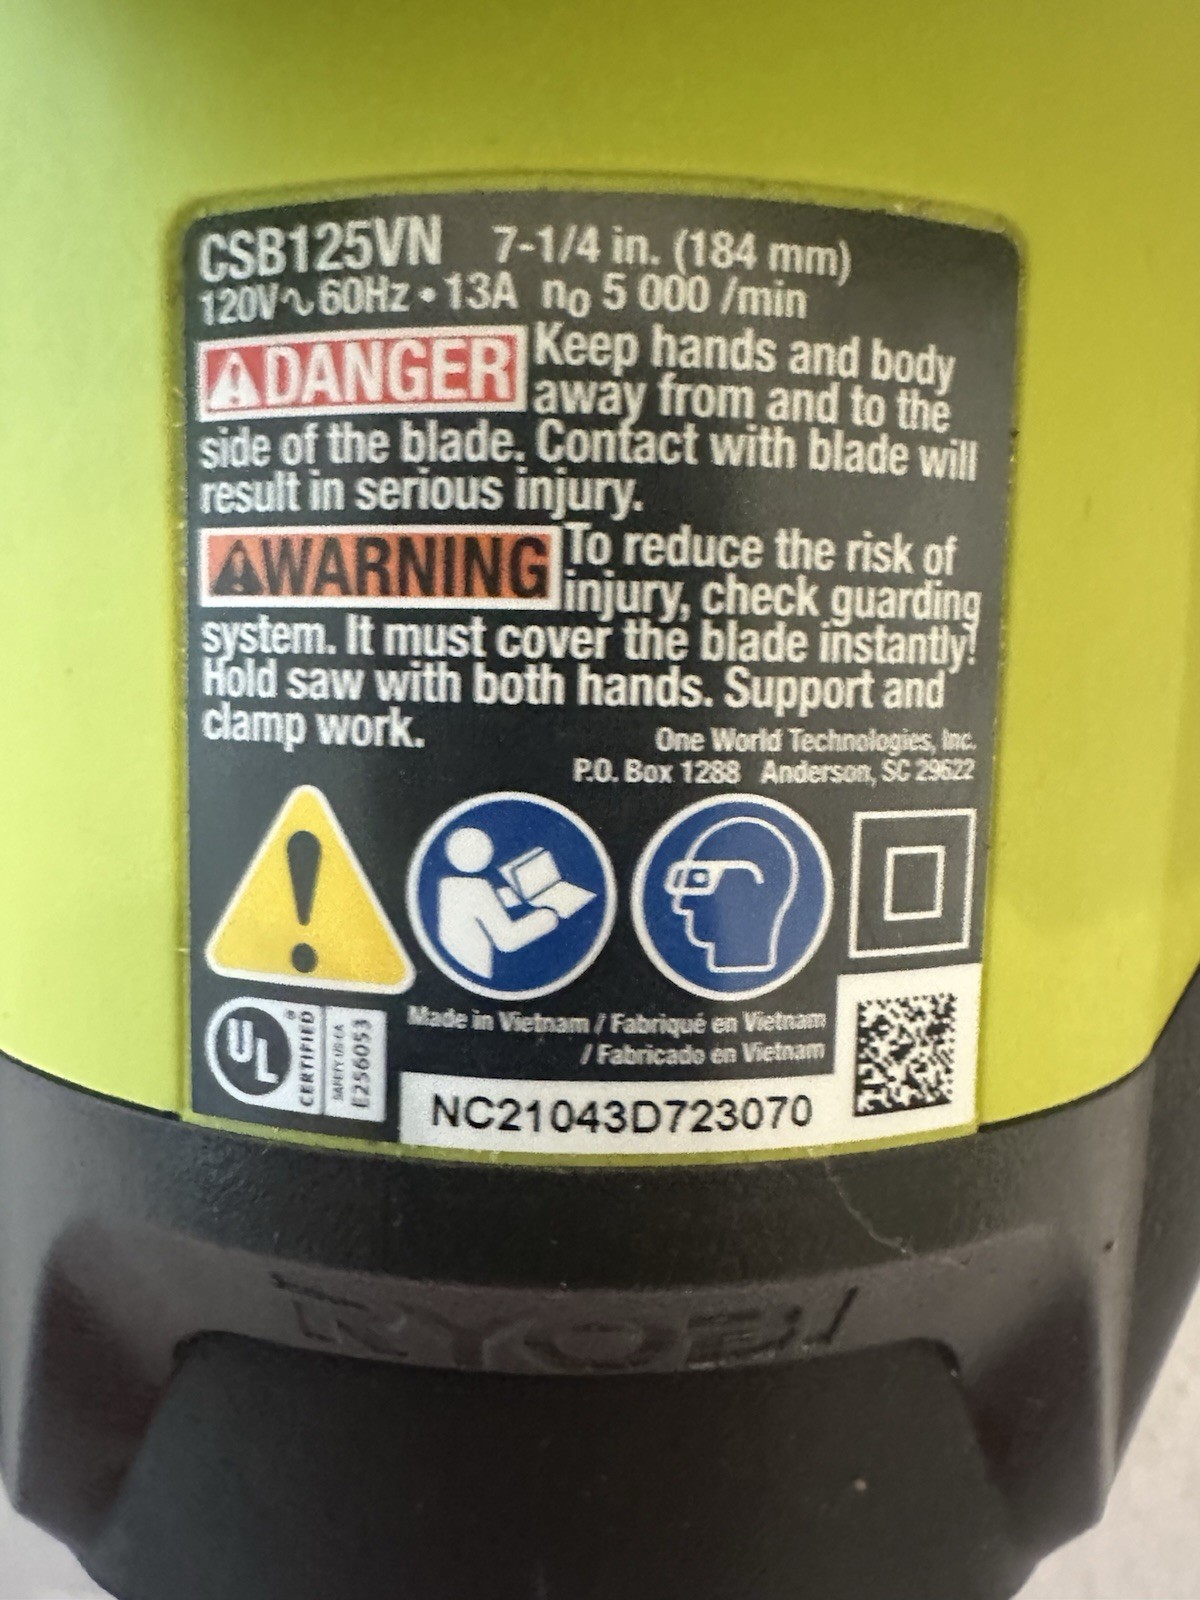 CSB125VN 7-1/4 in. (184 mm)
120V~60Hz • 13A n₀ 5 000 /min
DANGER Keep hands and body
away from and to the
side of the blade. Contact with blade will
result in serious injury.
WARNING To reduce the risk of
injury, check guarding
system. It must cover the blade instantly!
Hold saw with both hands. Support and
clamp work.
One World Technologies, Inc.
P.O. Box 1288 Anderson, SC 29622
UL ® CERTIFIED
SAFETY US-CA
E256053
Made in Vietnam / Fabriqué en Vietnam
/ Fabricado en Vietnam
NC21043D723070
RYOBI